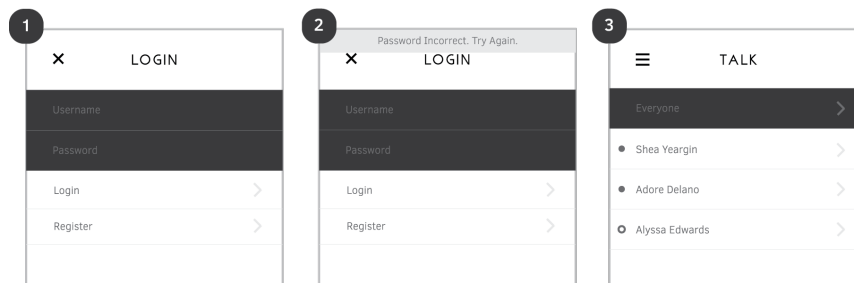 1
LOGIN
Username
Password
Login
Register
2
Password Incorrect. Try Again.
LOGIN
Username
Password
Login
Register
3
TALK
Everyone
Shea Yeargin
Adore Delano
Alyssa Edwards